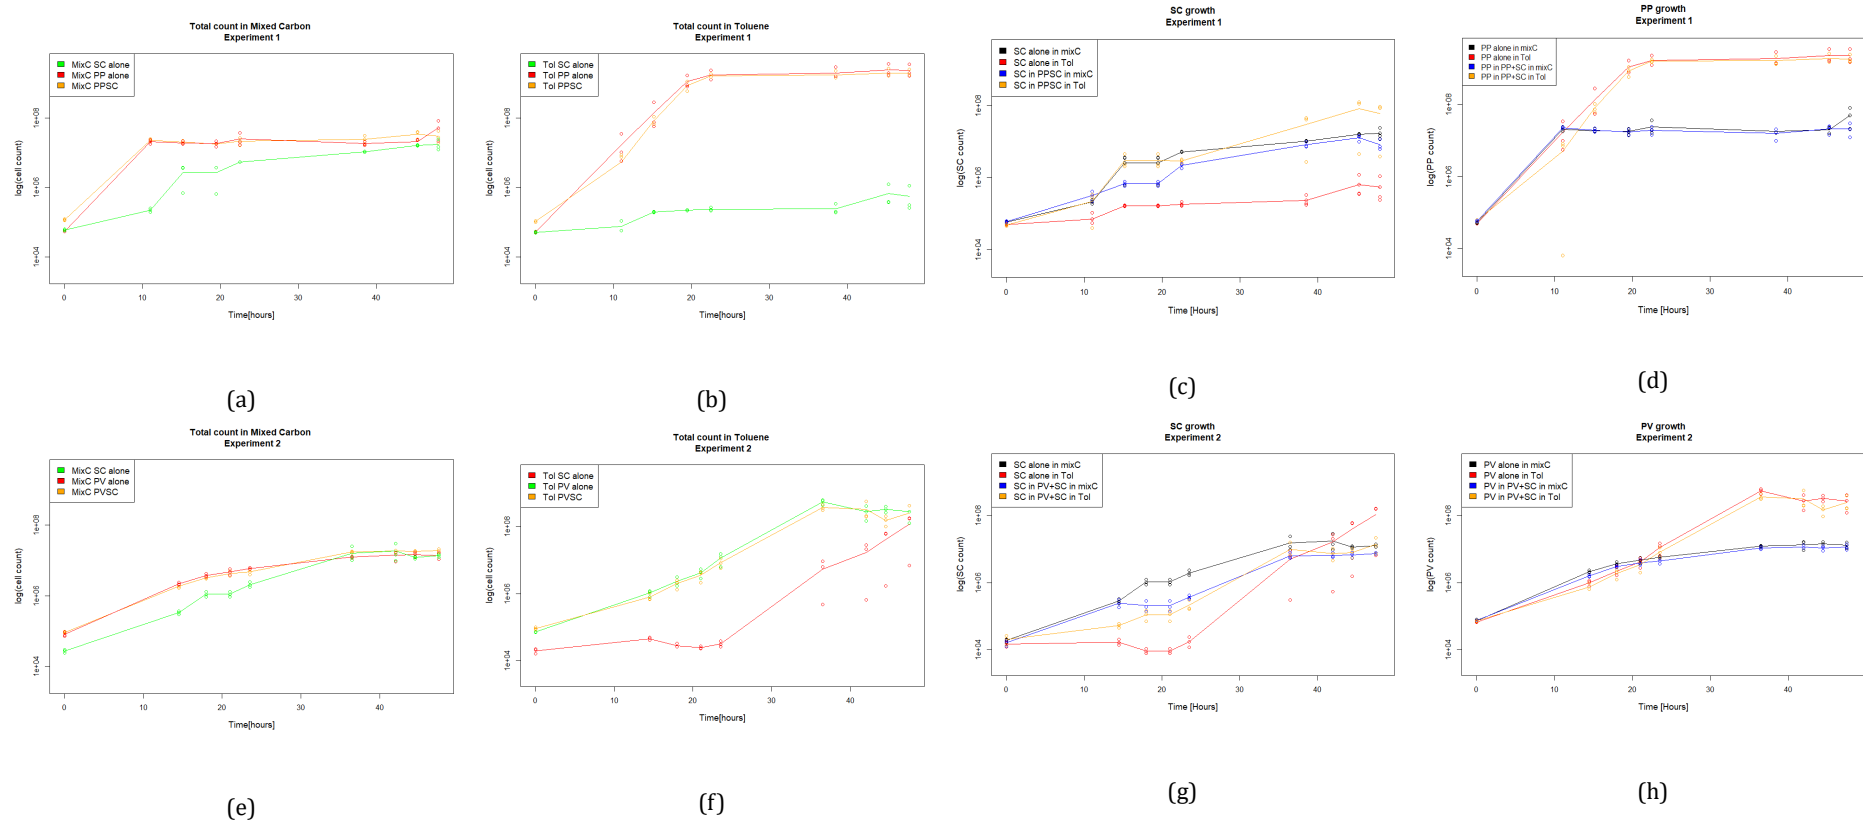 Total count in Mixed Carbon
Experiment 1
MixC SC alone
MixC PP alone
MixC PPSC
log(cell count)
1e+08
1e+06
1e+04
0 10 20 30 40
Time[hours]
(a)
Total count in Toluene
Experiment 1
Tol SC alone
Tol PP alone
Tol PPSC
log(cell count)
1e+08
1e+06
1e+04
0 10 20 30 40
Time[hours]
(b)
SC growth
Experiment 1
SC alone in mixC
SC alone in Tol
SC in PPSC in mixC
SC in PPSC in Tol
log(SC count)
1e+08
1e+06
1e+04
0 10 20 30 40
Time [Hours]
(c)
PP growth
Experiment 1
PP alone in mixC
PP alone in Tol
PP in PP+SC in mixC
PP in PP+SC in Tol
log(PP count)
1e+08
1e+06
1e+04
0 10 20 30 40
Time [Hours]
(d)
Total count in Mixed Carbon
Experiment 2
MixC SC alone
MixC PV alone
MixC PVSC
log(cell count)
1e+08
1e+06
1e+04
0 10 20 30 40
Time[hours]
(e)
Total count in Toluene
Experiment 2
Tol SC alone
Tol PV alone
Tol PVSC
log(cell count)
1e+08
1e+06
1e+04
0 10 20 30 40
Time[hours]
(f)
SC growth
Experiment 2
SC alone in mixC
SC alone in Tol
SC in PV+SC in mixC
SC in PV+SC in Tol
log(SC count)
1e+08
1e+06
1e+04
0 10 20 30 40
Time [Hours]
(g)
PV growth
Experiment 2
PV alone in mixC
PV alone in Tol
PV in PV+SC in mixC
PV in PV+SC in Tol
log(PV count)
1e+08
1e+06
1e+04
0 10 20 30 40
Time [Hours]
(h)